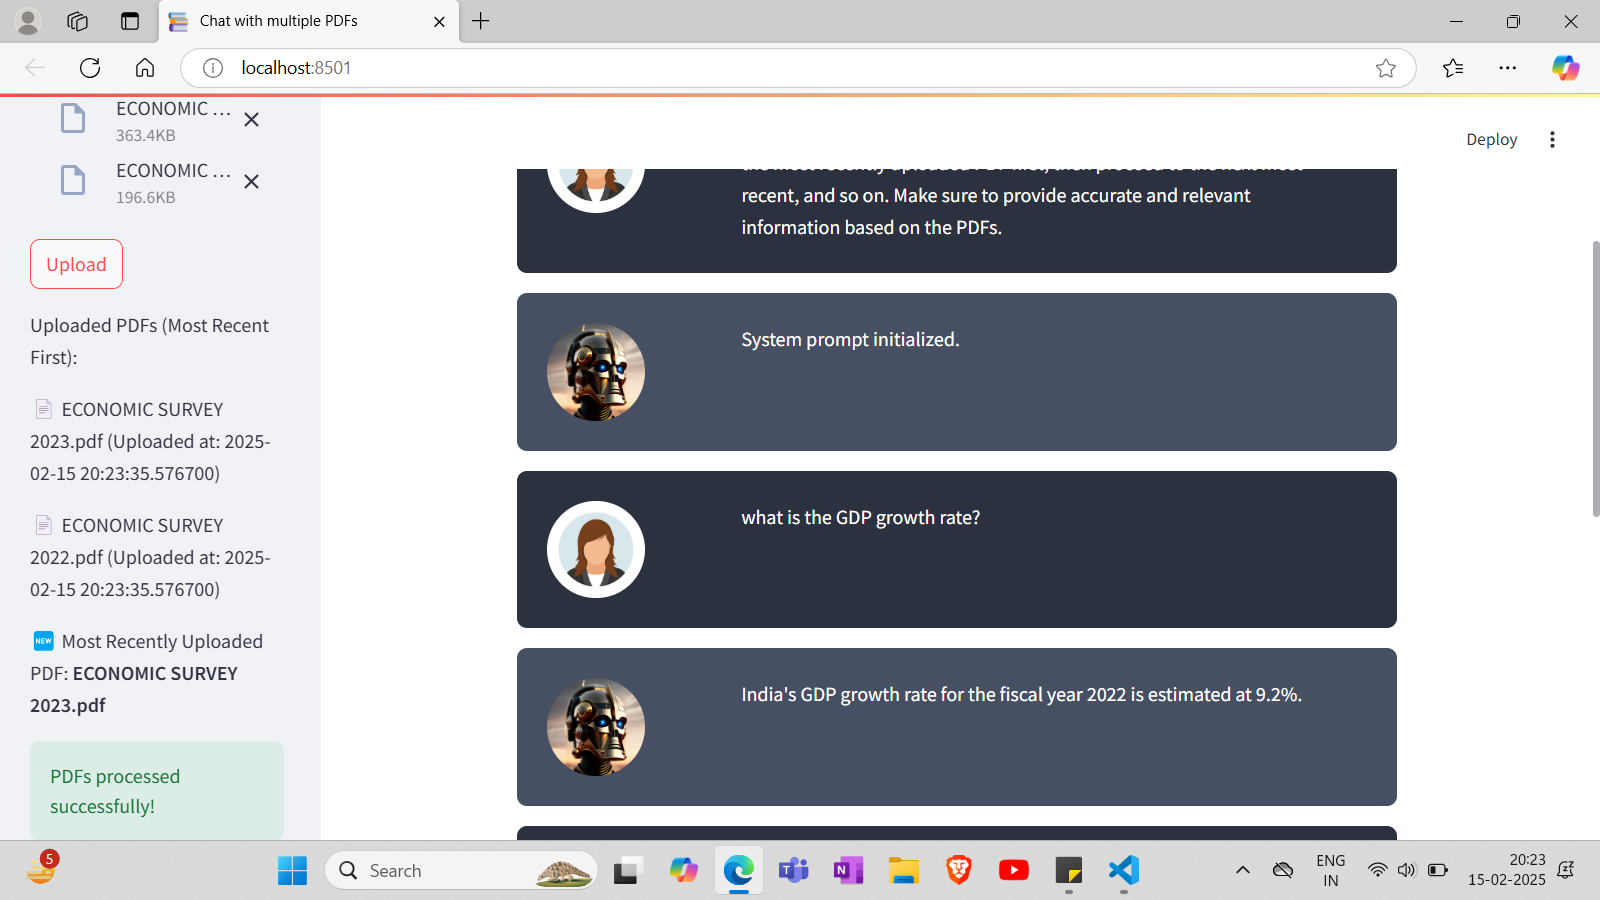 Chat with multiple PDFs
localhost:8501
ECONOMIC ...
363.4KB
ECONOMIC ...
196.6KB
Upload
Uploaded PDFs (Most Recent
First):
ECONOMIC SURVEY
2023.pdf (Uploaded at: 2025-
02-15 20:23:35.576700)
ECONOMIC SURVEY
2022.pdf (Uploaded at: 2025-
02-15 20:23:35.576700)
NEW Most Recently Uploaded
PDF: ECONOMIC SURVEY
2023.pdf
PDFs processed
successfully!
Deploy
recent, and so on. Make sure to provide accurate and relevant
information based on the PDFs.
System prompt initialized.
what is the GDP growth rate?
India's GDP growth rate for the fiscal year 2022 is estimated at 9.2%.
5
Search
ENG
IN
20:23
15-02-2025